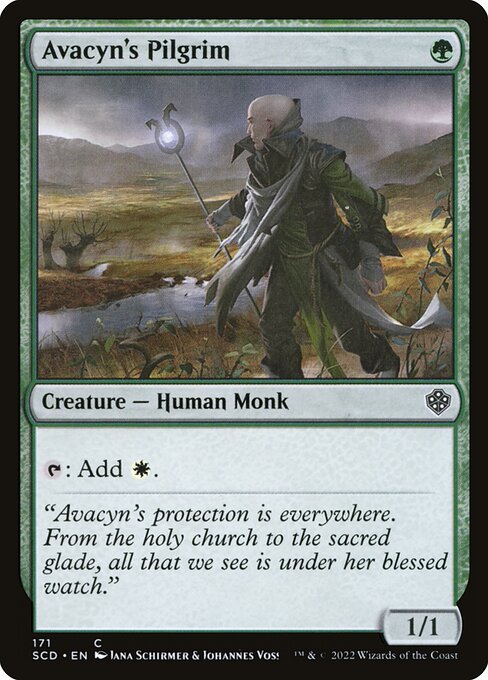 Avacyn's Pilgrim
Creature — Human Monk
: Add .
“Avacyn's protection is everywhere.
From the holy church to the sacred
glade, all that we see is under her blessed
watch.”
1/1
171 C
SCD • EN Jana Schirmer & Johannes Voss ™ & © 2022 Wizards of the Coast